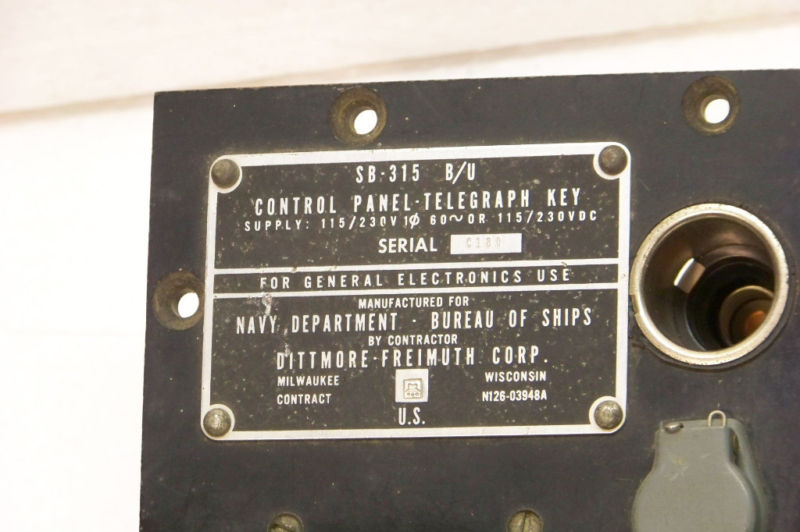 SB-315 B/U
CONTROL PANEL-TELEGRAPH KEY
SUPPLY: 115/230V 1Ø 60~ OR 115/230VDC
SERIAL C180
FOR GENERAL ELECTRONICS USE
MANUFACTURED FOR
NAVY DEPARTMENT - BUREAU OF SHIPS
BY CONTRACTOR
DITTMORE-FREIMUTH CORP.
MILWAUKEE WISCONSIN
CONTRACT N126-03948A
U.S.